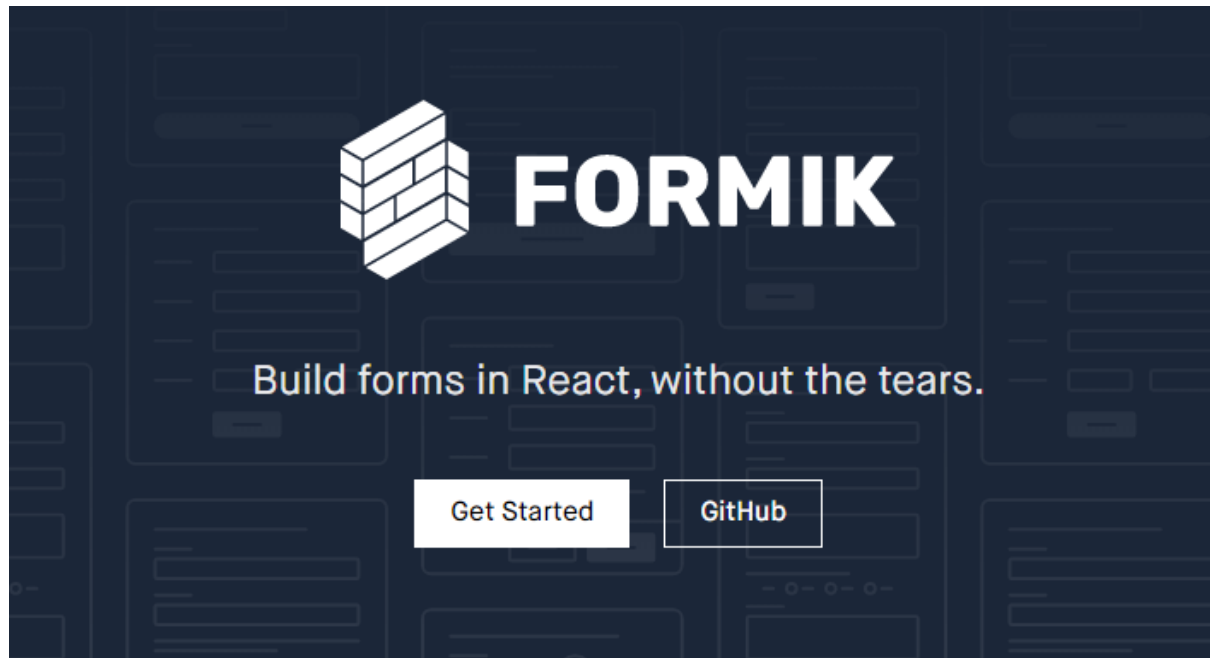 FORMIK
Build forms in React, without the tears.
Get Started
GitHub